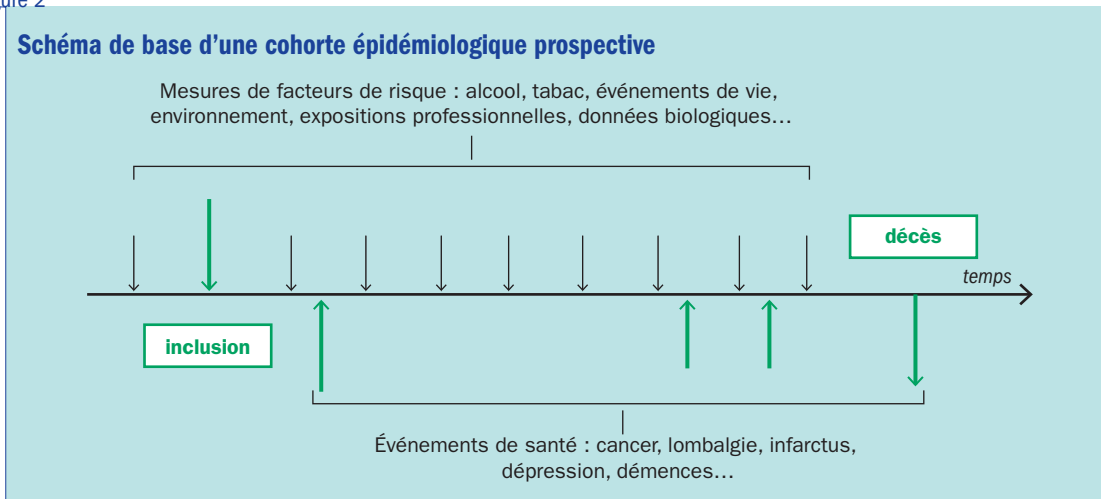 Schéma de base d'une cohorte épidémiologique prospective
Mesures de facteurs de risque : alcool, tabac, événements de vie,
environnement, expositions professionnelles, données biologiques…
décès
temps
inclusion
Événements de santé : cancer, lombalgie, infarctus,
dépression, démences…